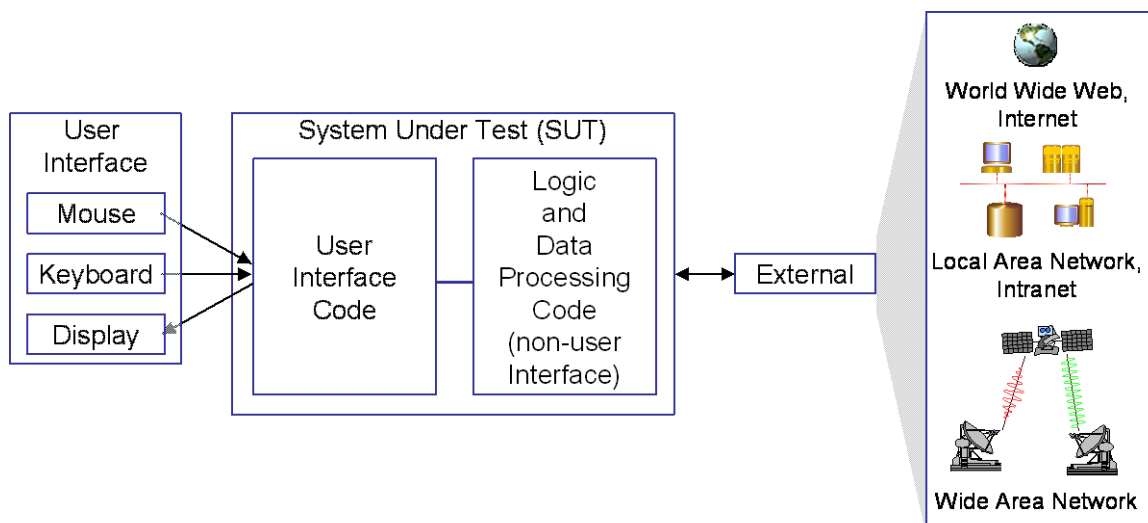 User
Interface
Mouse
Keyboard
Display
System Under Test (SUT)
User
Interface
Code
Logic
and
Data
Processing
Code
(non-user
Interface)
External
World Wide Web,
Internet
Local Area Network,
Intranet
Wide Area Network